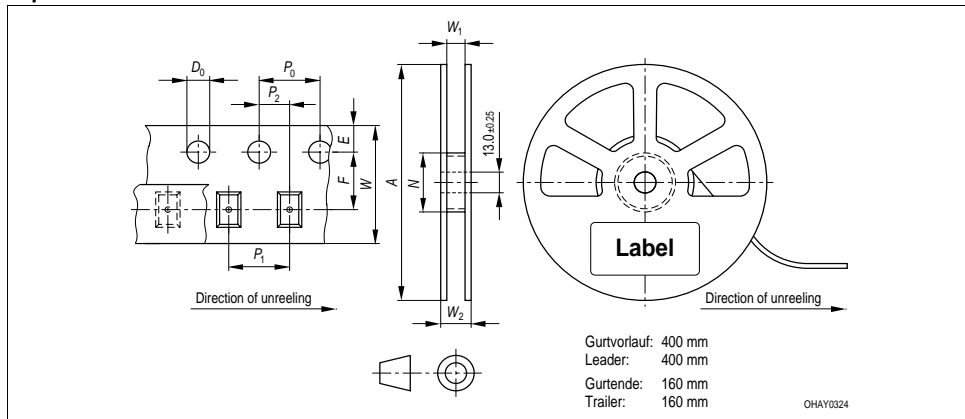 D0
P0
P2
E
F
W
P1
Direction of unreeling
W1
A
N
13.0 ±0.25
W2
Label
Direction of unreeling
Gurtvorlauf: 400 mm
Leader: 400 mm
Gurtende: 160 mm
Trailer: 160 mm
OHAY0324